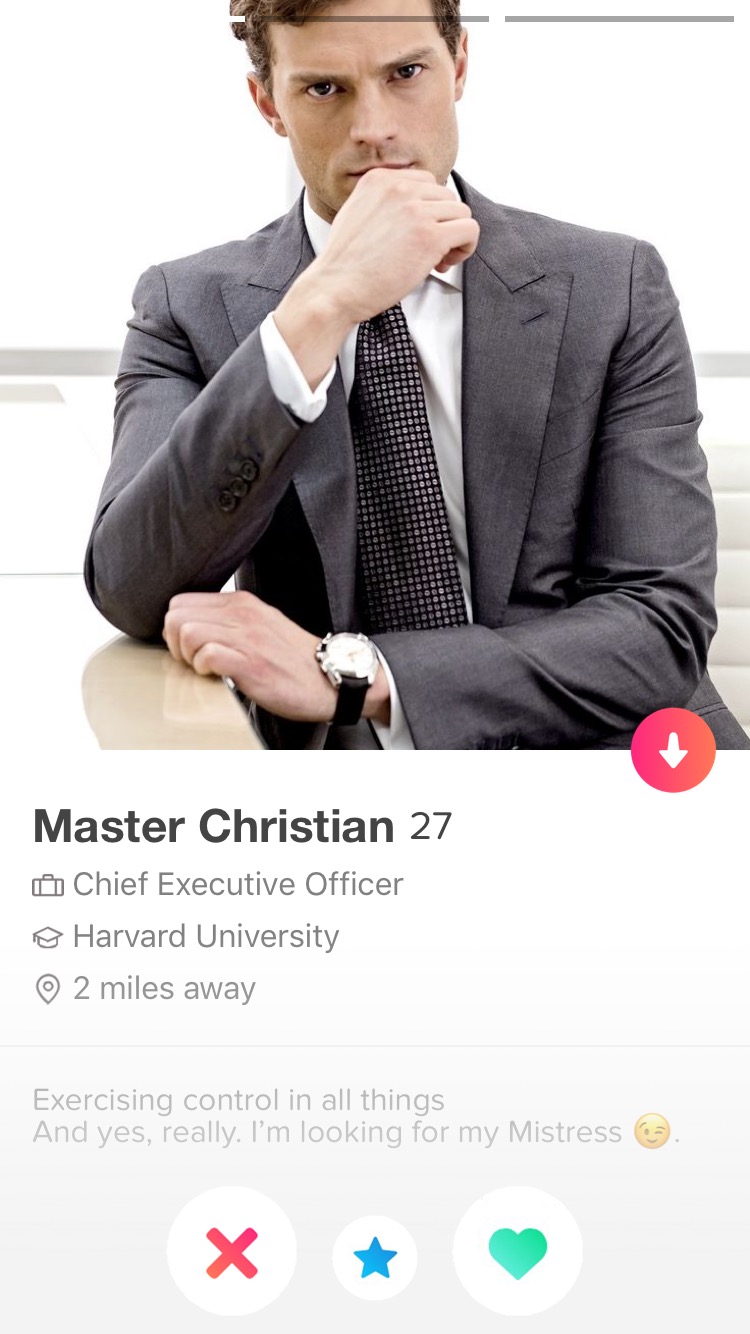 Master Christian 27
Chief Executive Officer
Harvard University
2 miles away
Exercising control in all things
And yes, really. I’m looking for my Mistress 😉.